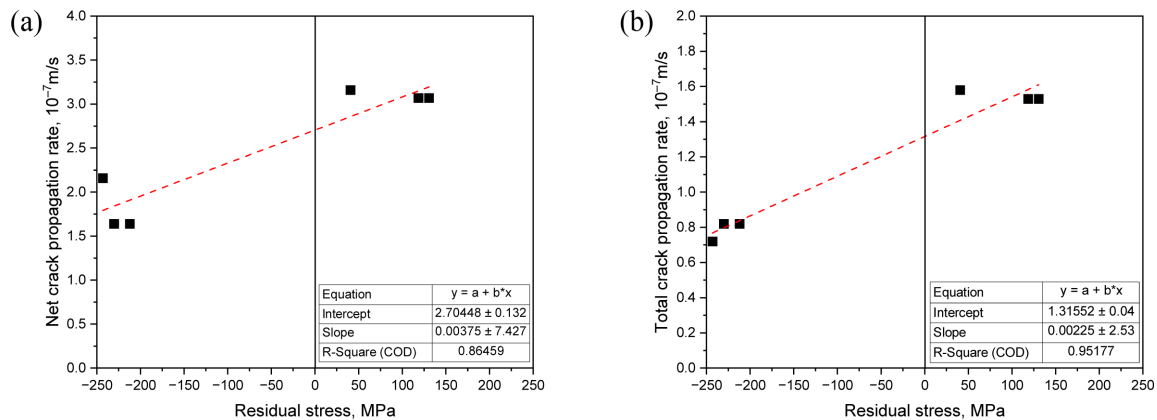 (a)
4.0
3.5
3.0
2.5
2.0
1.5
1.0
0.5
0.0
Net crack propagation rate, 10⁻⁷m/s
Equation y = a + b*x
Intercept 2.70448 ± 0.132
Slope 0.00375 ± 7.427
R-Square (COD) 0.86459
−250 −200 −150 −100 −50 0 50 100 150 200 250
Residual stress, MPa
(b)
2.0
1.8
1.6
1.4
1.2
1.0
0.8
0.6
0.4
0.2
0.0
Total crack propagation rate, 10⁻⁷m/s
Equation y = a + b*x
Intercept 1.31552 ± 0.04
Slope 0.00225 ± 2.53
R-Square (COD) 0.95177
−250 −200 −150 −100 −50 0 50 100 150 200 250
Residual stress, MPa